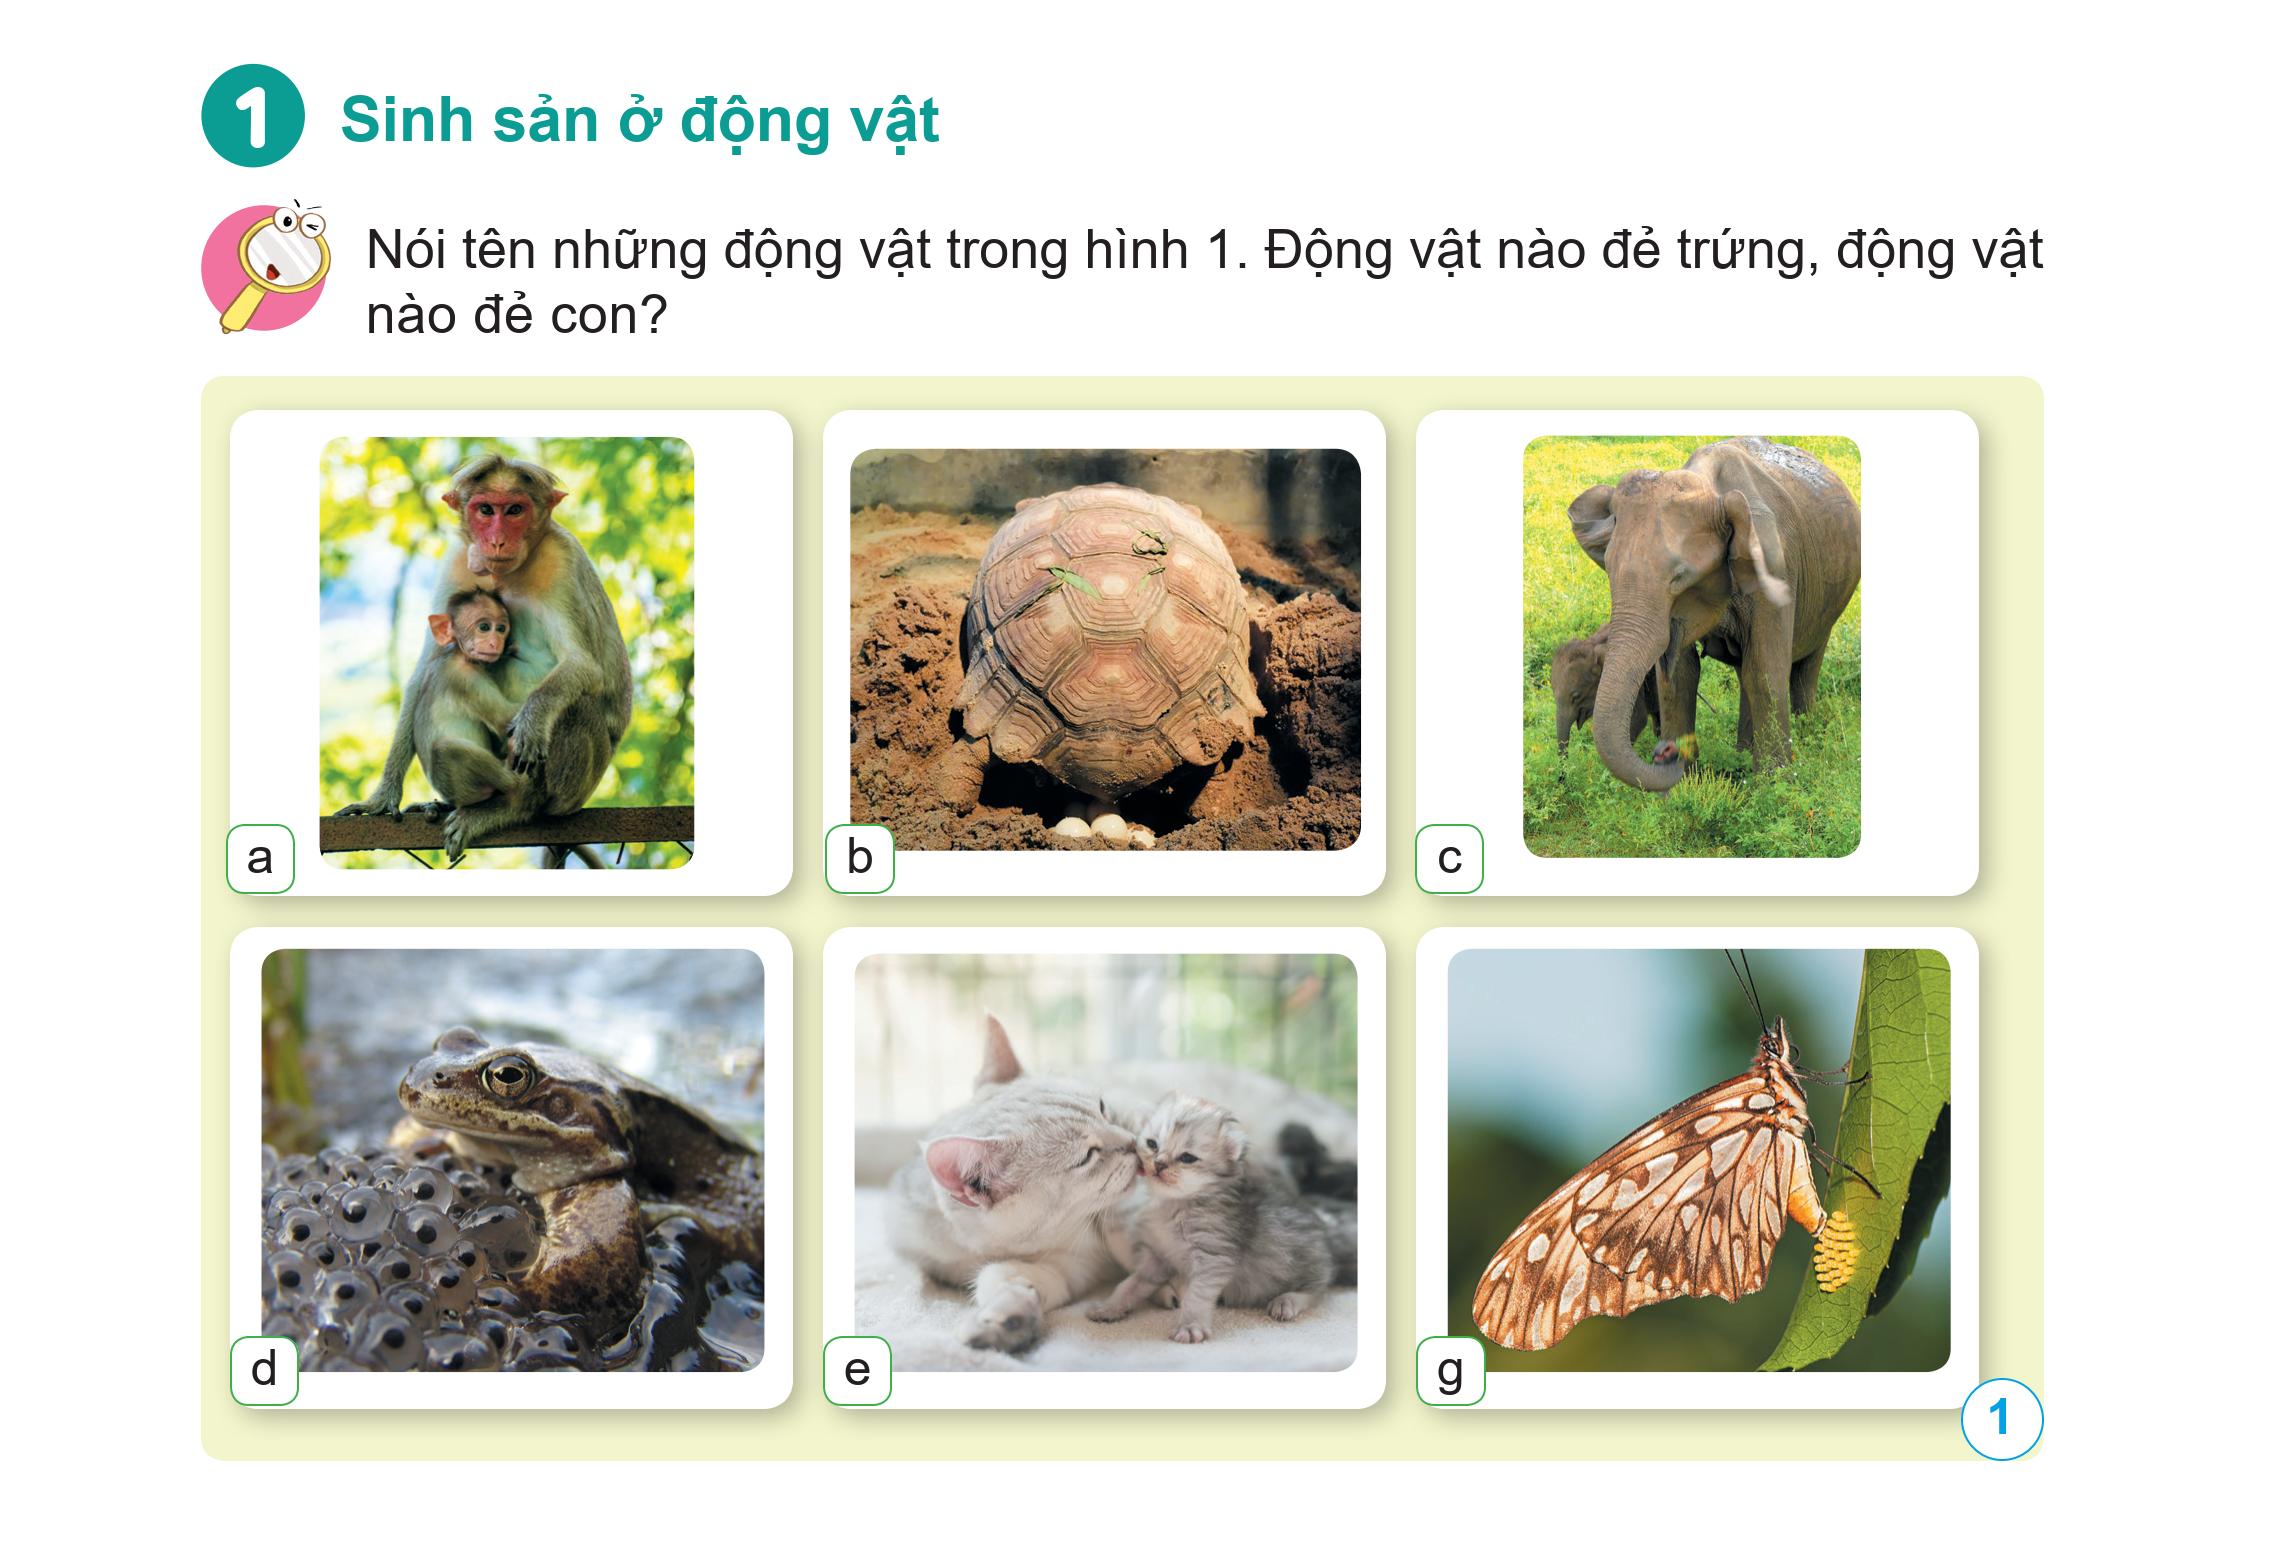 1
Sinh sản ở động vật
Nói tên những động vật trong hình 1. Động vật nào đẻ trứng, động vật
nào đẻ con?
a
b
c
d
e
g
1